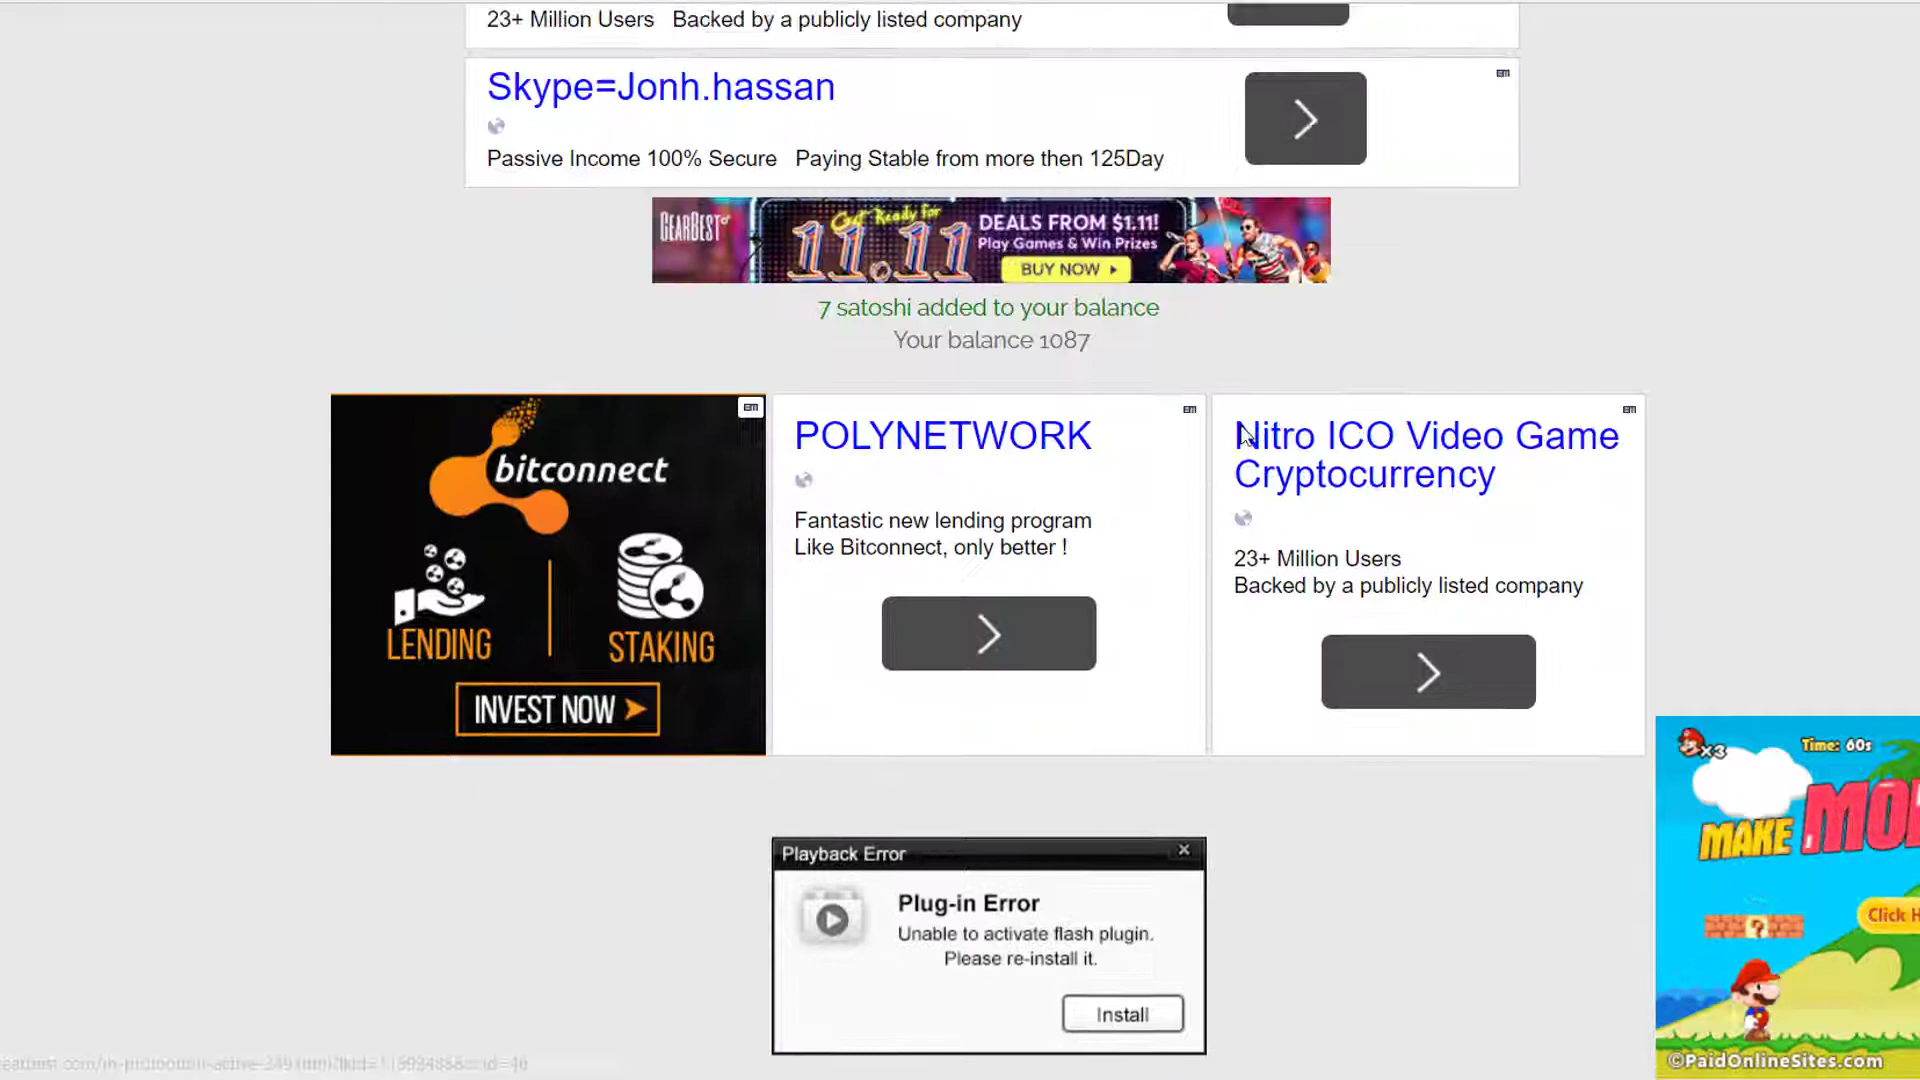 23+ Million Users Backed by a publicly listed company
Skype=Jonh.hassan
Passive Income 100% Secure Paying Stable from more then 125Day
GEARBEST
Get Ready for
11.11
DEALS FROM $1.11!
Play Games & Win Prizes
BUY NOW
7 satoshi added to your balance
Your balance 1087
bitconnect
LENDING
STAKING
INVEST NOW
POLYNETWORK
Fantastic new lending program
Like Bitconnect, only better !
Nitro ICO Video Game
Cryptocurrency
23+ Million Users
Backed by a publicly listed company
Playback Error
Plug-in Error
Unable to activate flash plugin.
Please re-install it.
Install
x3
Time: 60s
MAKE
Click
©PaidOnlineSites.com